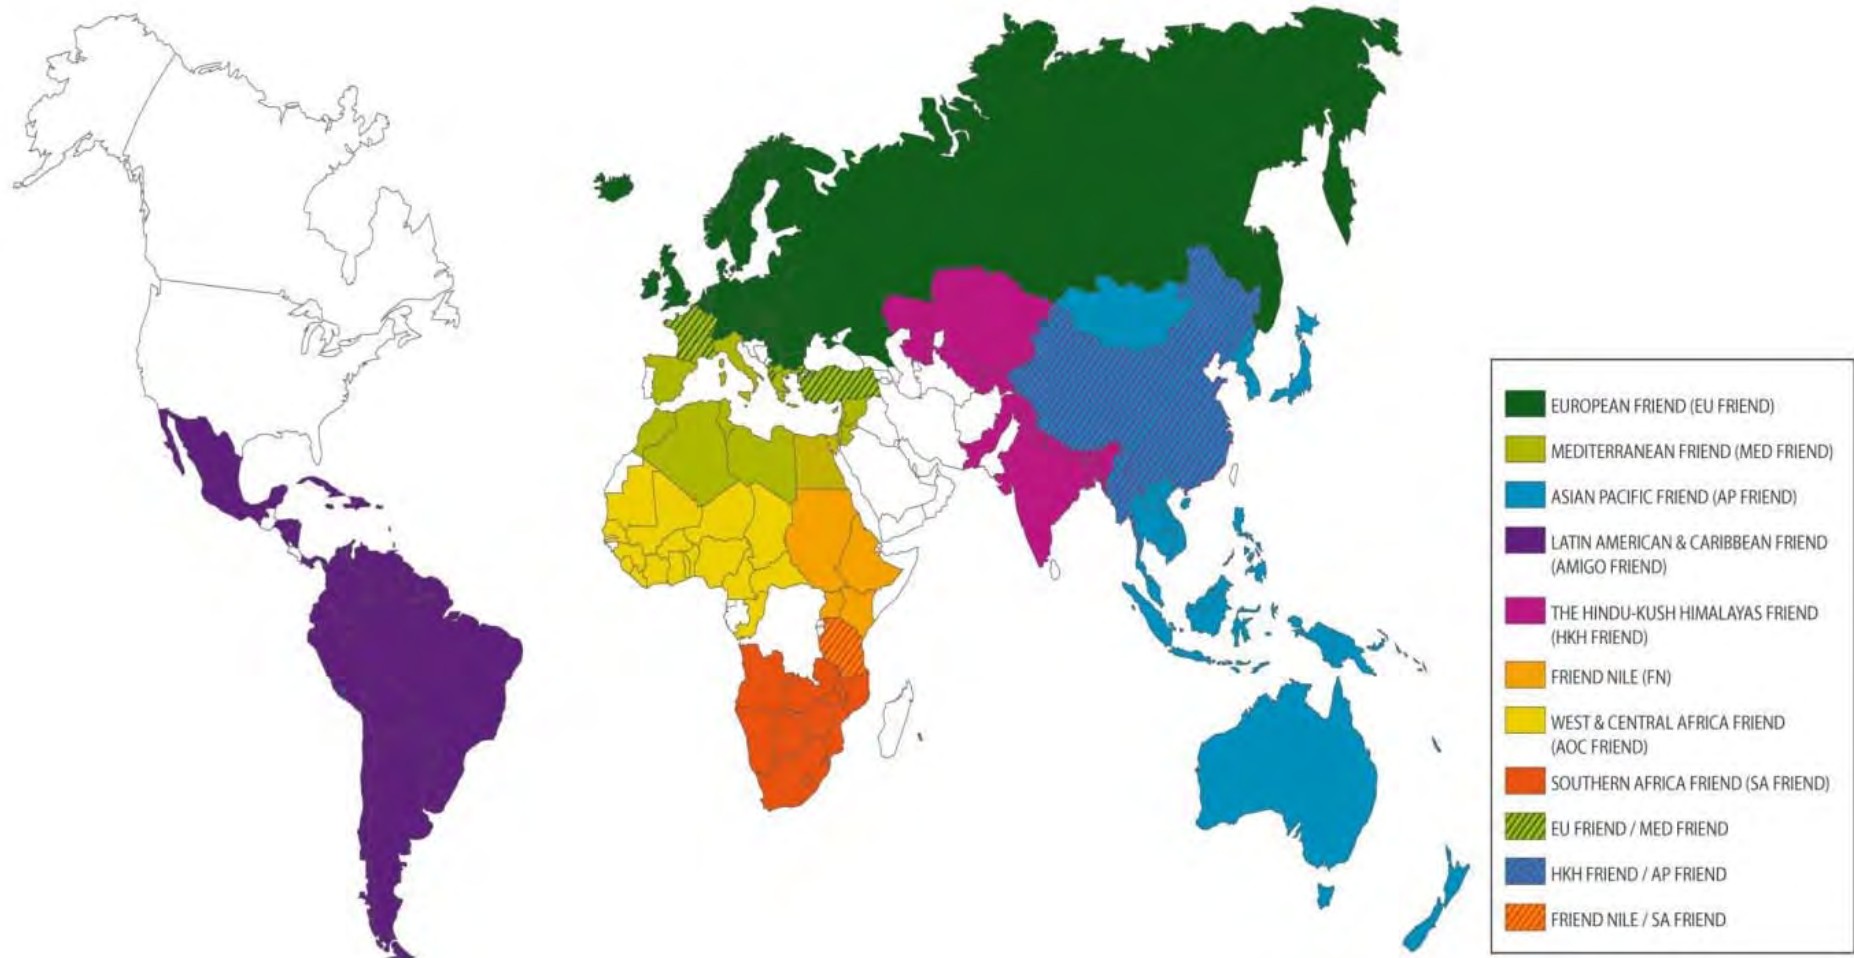 EUROPEAN FRIEND (EU FRIEND)
MEDITERRANEAN FRIEND (MED FRIEND)
ASIAN PACIFIC FRIEND (AP FRIEND)
LATIN AMERICAN & CARIBBEAN FRIEND
(AMIGO FRIEND)
THE HINDU-KUSH HIMALAYAS FRIEND
(HKH FRIEND)
FRIEND NILE (FN)
WEST & CENTRAL AFRICA FRIEND
(AOC FRIEND)
SOUTHERN AFRICA FRIEND (SA FRIEND)
EU FRIEND / MED FRIEND
HKH FRIEND / AP FRIEND
FRIEND NILE / SA FRIEND